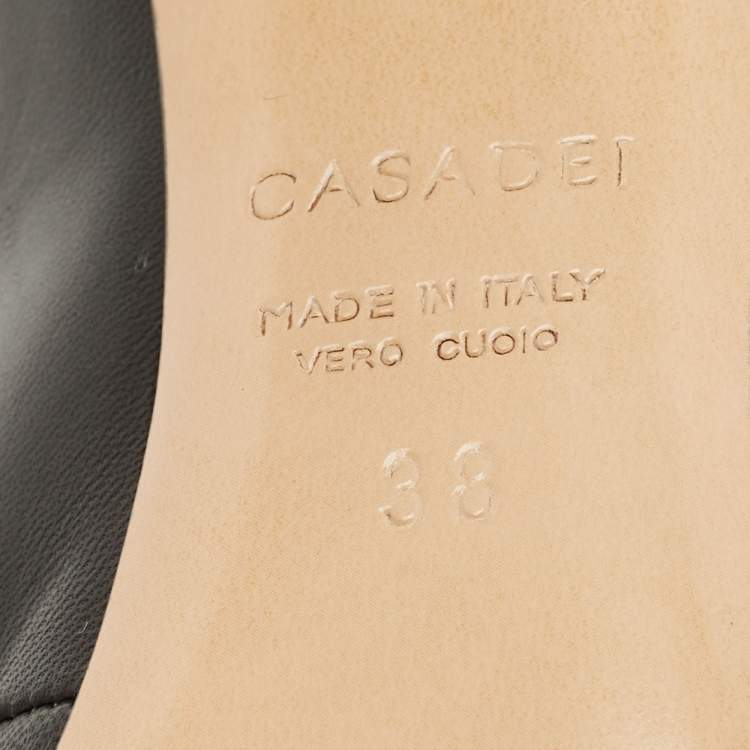 CASADEI
MADE IN ITALY
VERO CUOIO
38